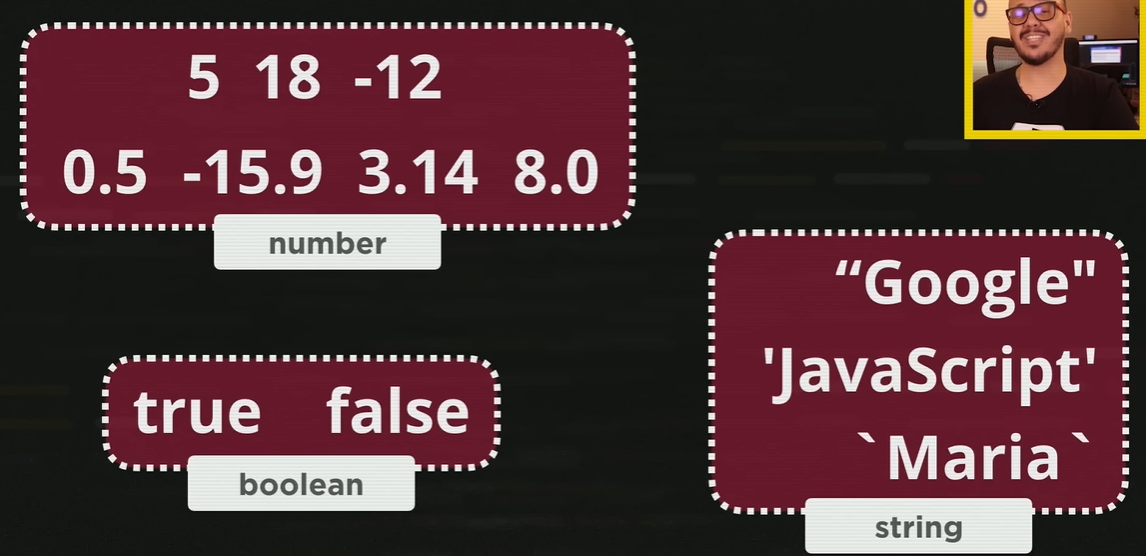 5 18 -12
0.5 -15.9 3.14 8.0
number
true false
boolean
“Google"
'JavaScript'
`Maria`
string